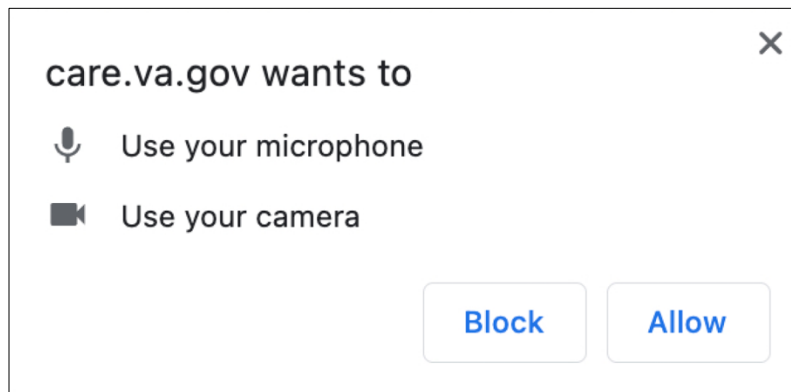 care.va.gov wants to
Use your microphone
Use your camera
Block Allow